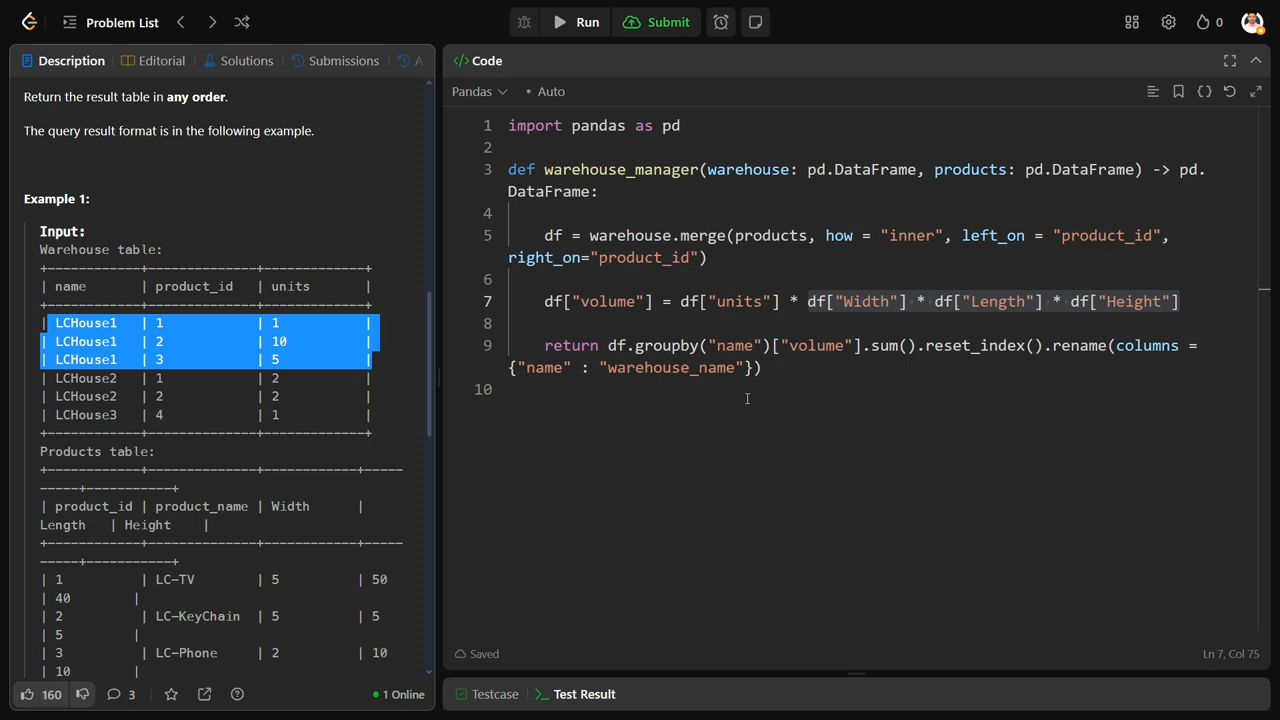 Problem List
Run
Submit
0
Description
Editorial
Solutions
Submissions
A
Return the result table in any order.
The query result format is in the following example.
Example 1:
Input:
Warehouse table:
+------------+------------+-------------+
| name | product_id | units |
+------------+------------+-------------+
| LCHouse1 | 1 | 1 |
| LCHouse1 | 2 | 10 |
| LCHouse1 | 3 | 5 |
| LCHouse2 | 1 | 2 |
| LCHouse2 | 2 | 2 |
| LCHouse3 | 4 | 1 |
+------------+------------+-------------+
Products table:
+------------+--------------+------------+-----
-----+-----------+
| product_id | product_name | Width |
Length | Height |
+------------+--------------+------------+-----
-----+-----------+
| 1 | LC-TV | 5 | 50
| 40 |
| 2 | LC-KeyChain | 5 | 5
| 5 |
| 3 | LC-Phone | 2 | 10
| 10 |
160
3
1 Online
</> Code
Pandas
Auto
1 import pandas as pd
2
3 def warehouse_manager(warehouse: pd.DataFrame, products: pd.DataFrame) -> pd.
DataFrame:
4
5 df = warehouse.merge(products, how = "inner", left_on = "product_id",
right_on="product_id")
6
7 df["volume"] = df["units"] * df["Width"] * df["Length"] * df["Height"]
8
9 return df.groupby("name")["volume"].sum().reset_index().rename(columns =
{"name" : "warehouse_name"})
10
Saved
Ln 7, Col 75
Testcase
Test Result